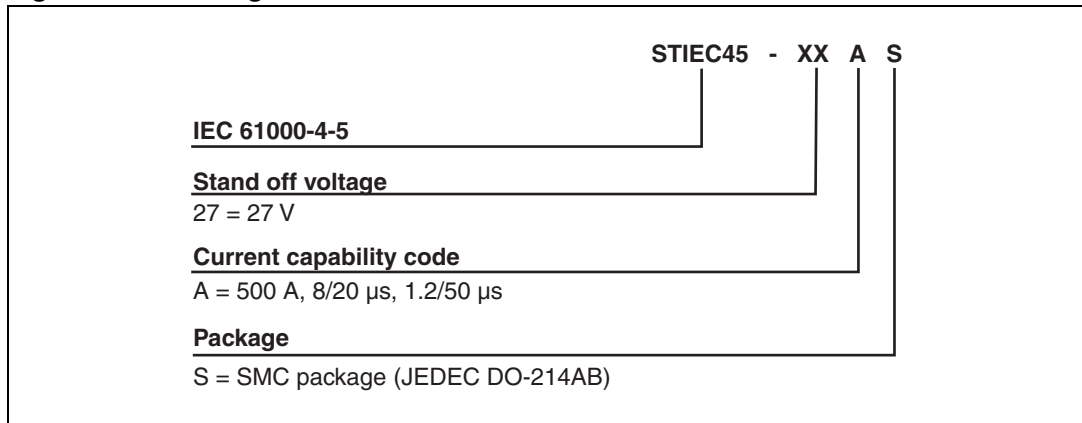 STIEC45 - XX A S
IEC 61000-4-5
Stand off voltage
27 = 27 V
Current capability code
A = 500 A, 8/20 µs, 1.2/50 µs
Package
S = SMC package (JEDEC DO-214AB)